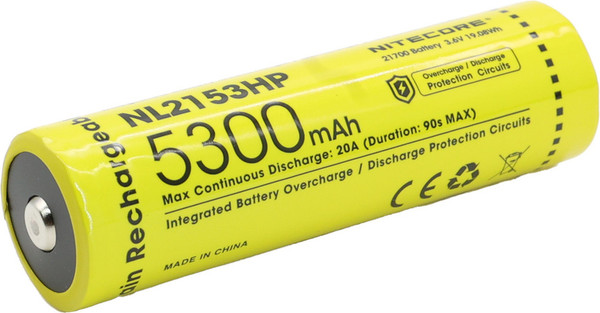 NITECORE
21700 Battery 3.6V 19.08Wh
Overcharge / Discharge
Protection Circuits
NL2153HP
5300mAh
Max Continuous Discharge: 20A (Duration: 90s MAX)
Integrated Battery Overcharge / Discharge Protection Circuits
CE
MADE IN CHINA